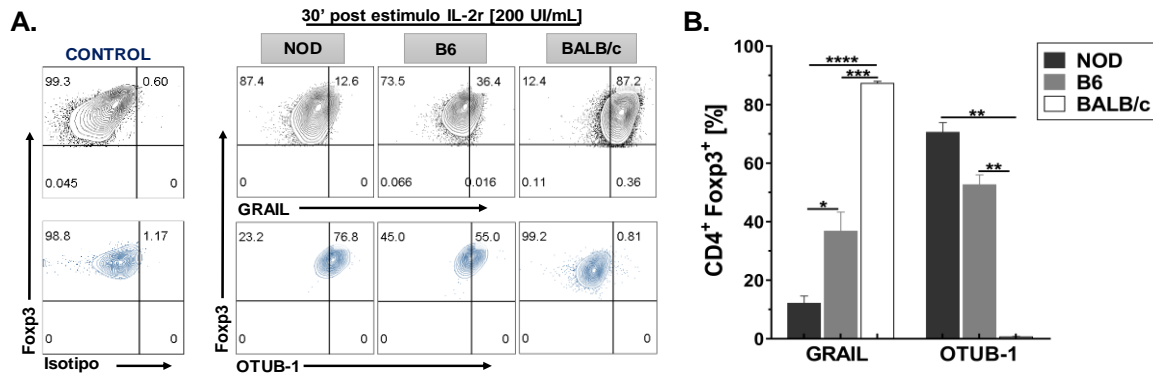 A.
30’ post estimulo IL-2r [200 UI/mL]
CONTROL
NOD
B6
BALB/c
99.3
0.60
0.045
0
87.4
12.6
0
0
73.5
36.4
0.066
0.016
12.4
87.2
0.11
0.36
Foxp3
GRAIL
98.8
1.17
0
0
23.2
76.8
0
0
45.0
55.0
0
0
99.2
0.81
0
0
Foxp3
Isotipo
OTUB-1
B.
CD4+ Foxp3+ [%]
100
80
60
40
20
0
****
***
*
**
**
GRAIL
OTUB-1
NOD
B6
BALB/c